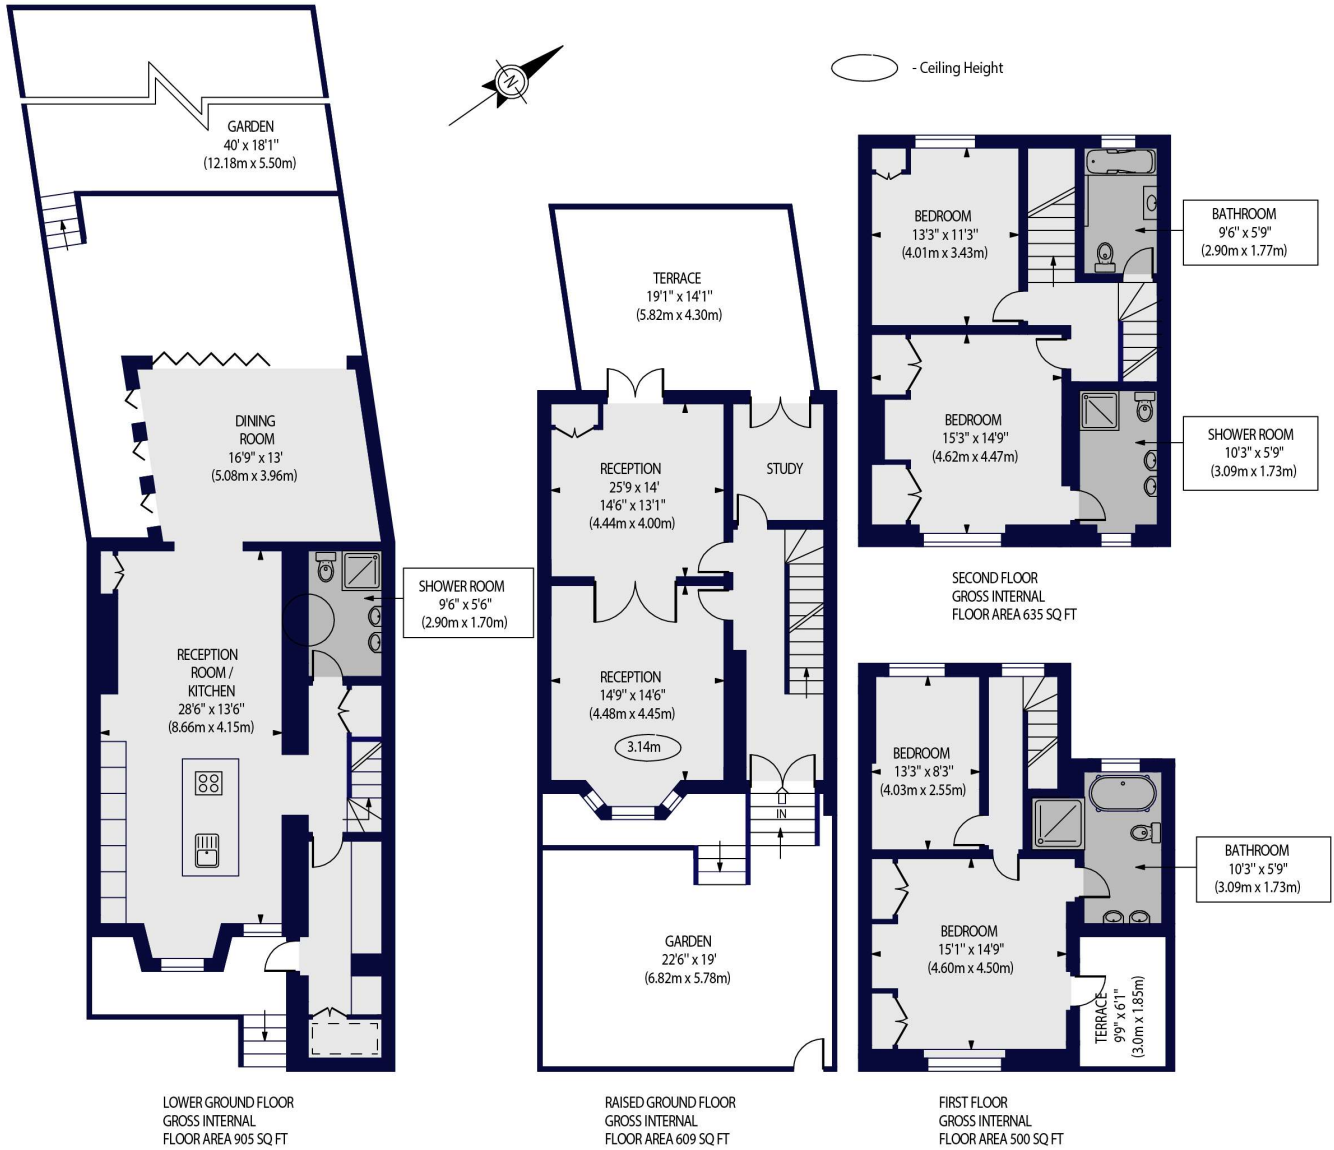 GARDEN
40' x 18'1"
(12.18m x 5.50m)
N
- Ceiling Height
DINING
ROOM
16'9" x 13'
(5.08m x 3.96m)
SHOWER ROOM
9'6" x 5'6"
(2.90m x 1.70m)
RECEPTION
ROOM /
KITCHEN
28'6" x 13'6"
(8.66m x 4.15m)
LOWER GROUND FLOOR
GROSS INTERNAL
FLOOR AREA 905 SQ FT
TERRACE
19'1" x 14'1"
(5.82m x 4.30m)
RECEPTION
25'9 x 14'
14'6" x 13'1"
(4.44m x 4.00m)
STUDY
RECEPTION
14'9" x 14'6"
(4.48m x 4.45m)
3.14m
IN
GARDEN
22'6" x 19'
(6.82m x 5.78m)
RAISED GROUND FLOOR
GROSS INTERNAL
FLOOR AREA 609 SQ FT
BEDROOM
13'3" x 11'3"
(4.01m x 3.43m)
BATHROOM
9'6" x 5'9"
(2.90m x 1.77m)
BEDROOM
15'3" x 14'9"
(4.62m x 4.47m)
SHOWER ROOM
10'3" x 5'9"
(3.09m x 1.73m)
SECOND FLOOR
GROSS INTERNAL
FLOOR AREA 635 SQ FT
BEDROOM
13'3" x 8'3"
(4.03m x 2.55m)
BATHROOM
10'3" x 5'9"
(3.09m x 1.73m)
BEDROOM
15'1" x 14'9"
(4.60m x 4.50m)
TERRACE
9'9" x 6'1"
(3.0m x 1.85m)
FIRST FLOOR
GROSS INTERNAL
FLOOR AREA 500 SQ FT